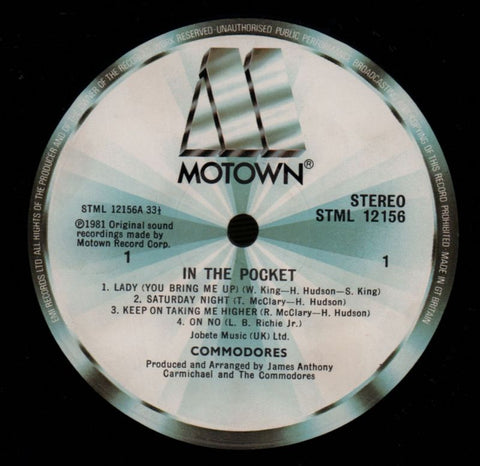 EMI RECORDS LTD. ALL RIGHTS OF THE PRODUCER AND OF THE OWNER OF THE RECORDED WORK RESERVED-UNAUTHORISED PUBLIC PERFORMANCE BROADCASTING AND COPYING OF THIS RECORD PROHIBITED. MADE IN GT BRITAIN
MOTOWN®
STML 12156A 33⅓
STEREO
STML 12156
℗1981 Original sound
recordings made by
Motown Record Corp.
1
1
IN THE POCKET
1. LADY (YOU BRING ME UP) (W. King—H. Hudson—S. King)
2. SATURDAY NIGHT (T. McClary—H. Hudson)
3. KEEP ON TAKING ME HIGHER (R. McClary—H. Hudson)
4. ON NO (L. B. Richie Jr.)
Jobete Music (UK) Ltd.
COMMODORES
Produced and Arranged by James Anthony
Carmichael and The Commodores